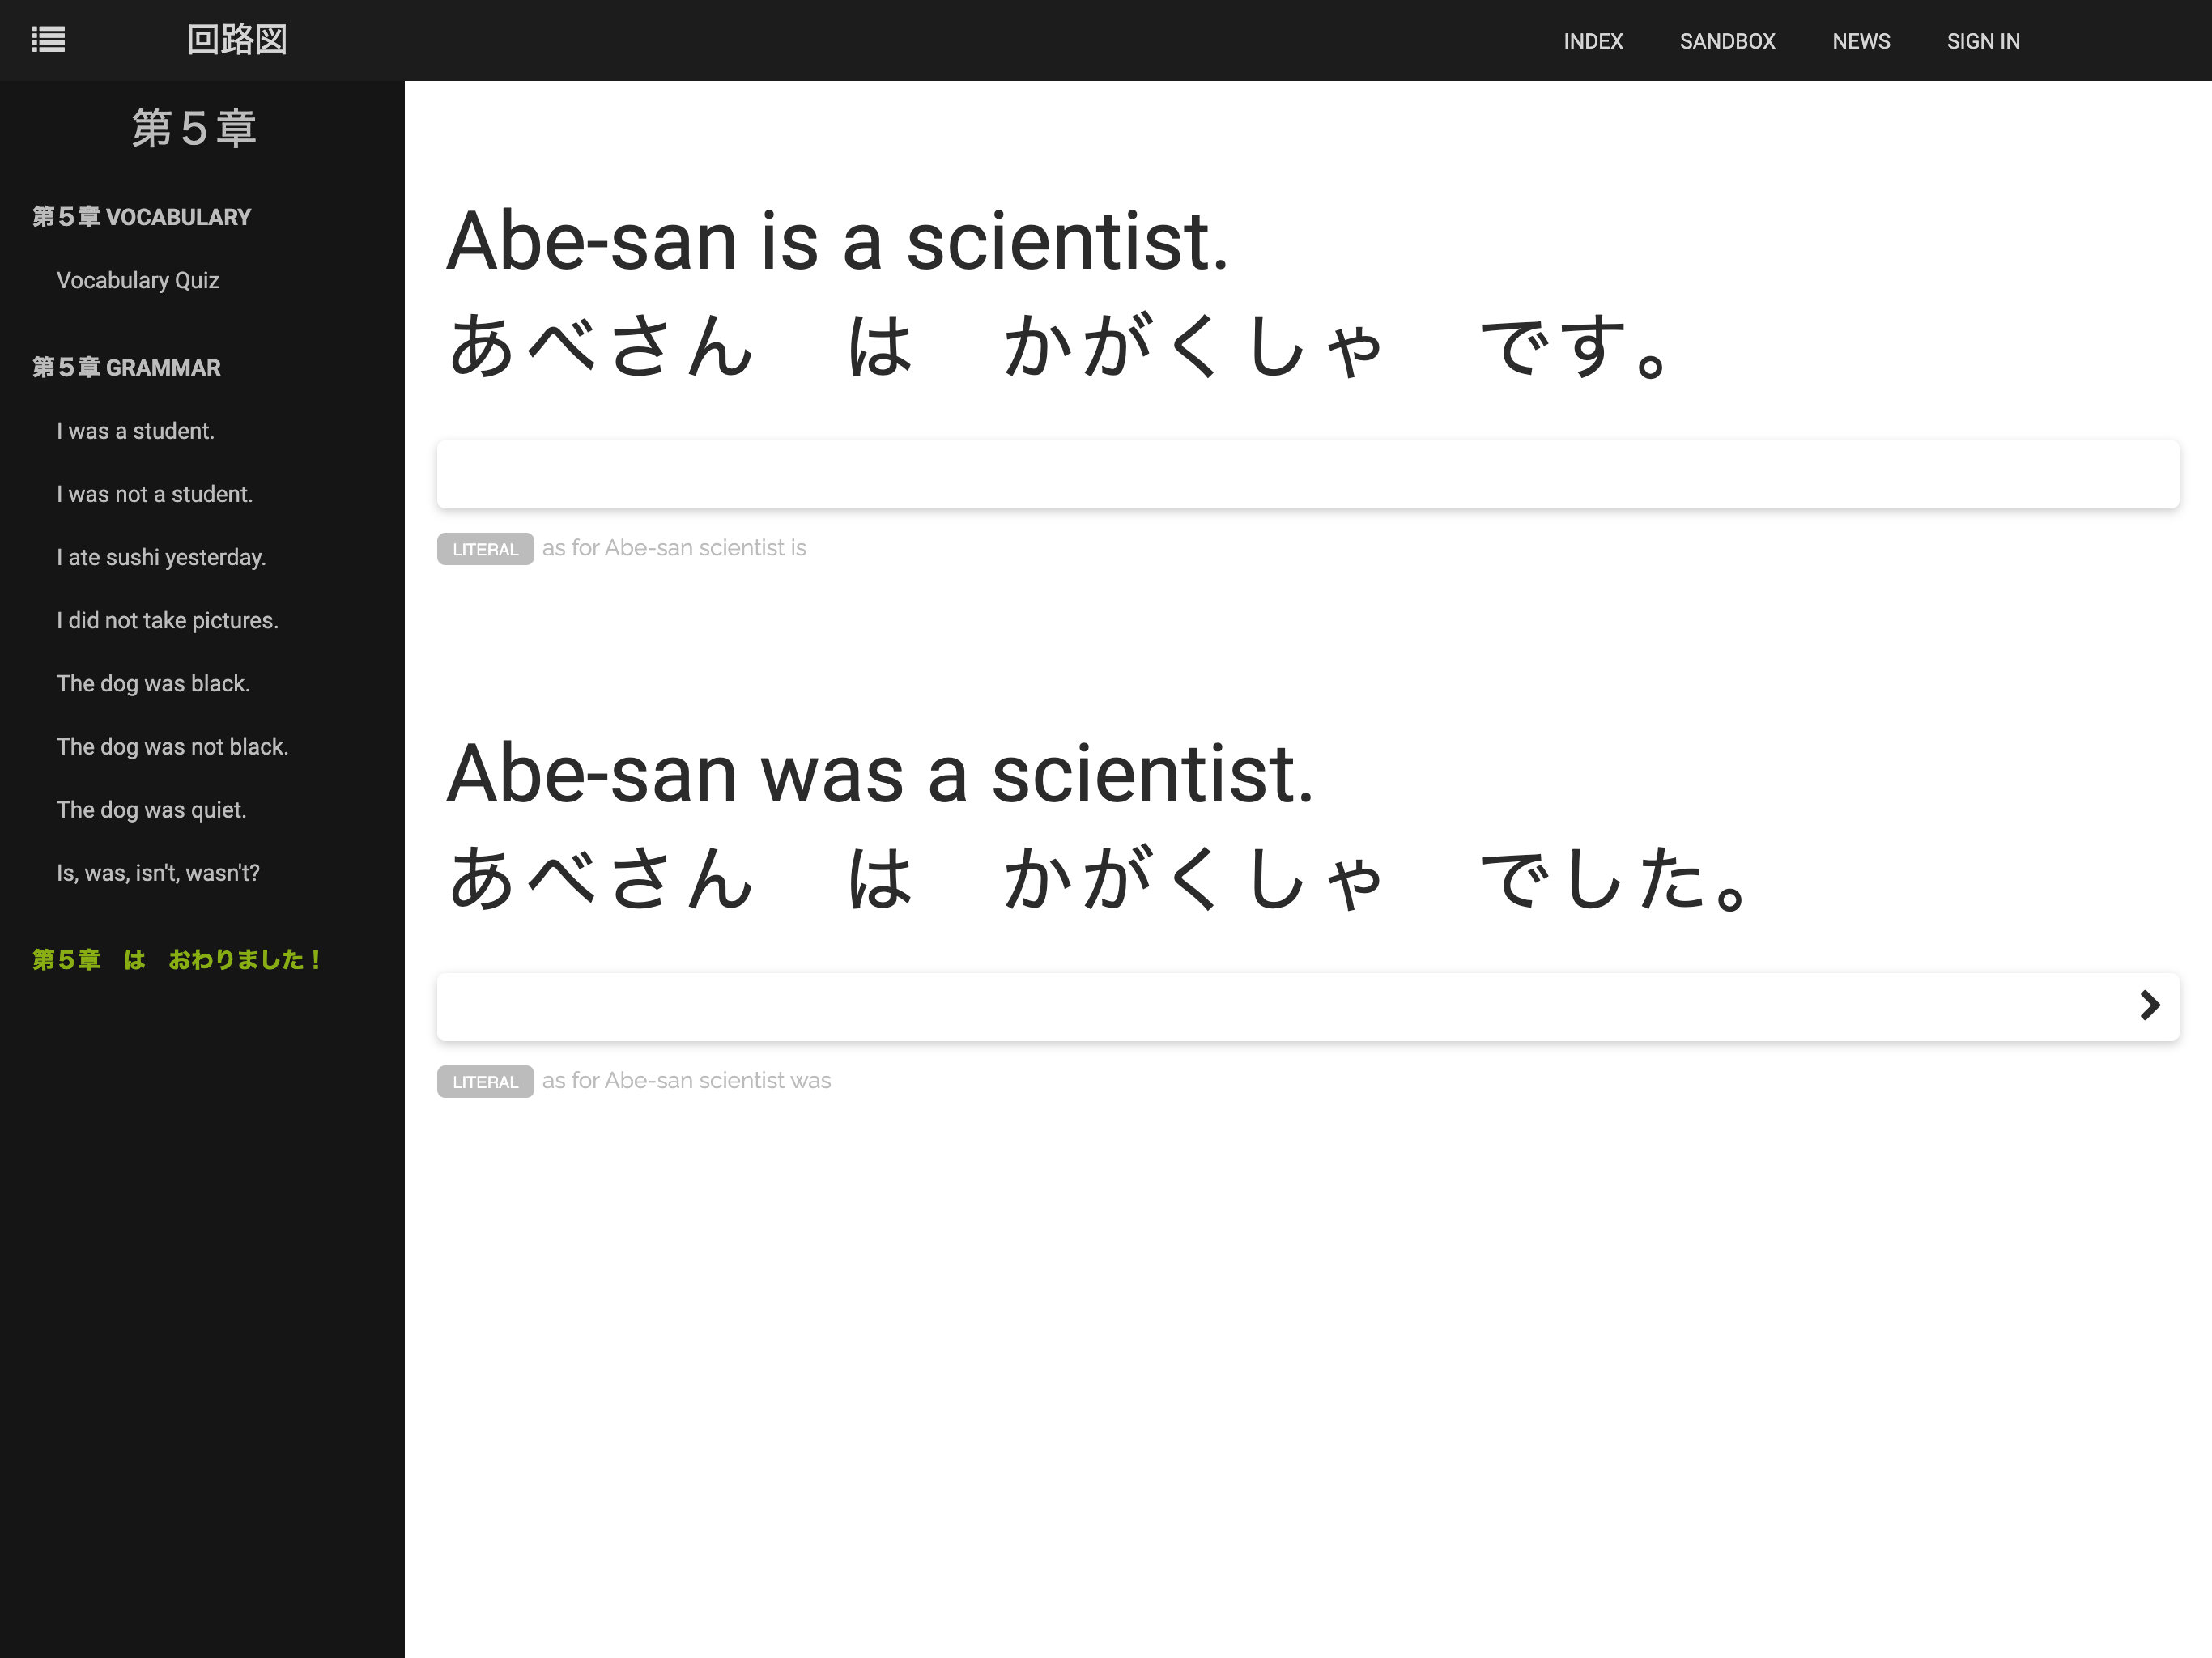 回路図
INDEX SANDBOX NEWS SIGN IN
第５章
第５章 VOCABULARY
Vocabulary Quiz
第５章 GRAMMAR
I was a student.
I was not a student.
I ate sushi yesterday.
I did not take pictures.
The dog was black.
The dog was not black.
The dog was quiet.
Is, was, isn't, wasn't?
第５章　は　おわりました！
Abe-san is a scientist.
あべさん　は　かがくしゃ　です。
LITERAL as for Abe-san scientist is
Abe-san was a scientist.
あべさん　は　かがくしゃ　でした。
LITERAL as for Abe-san scientist was